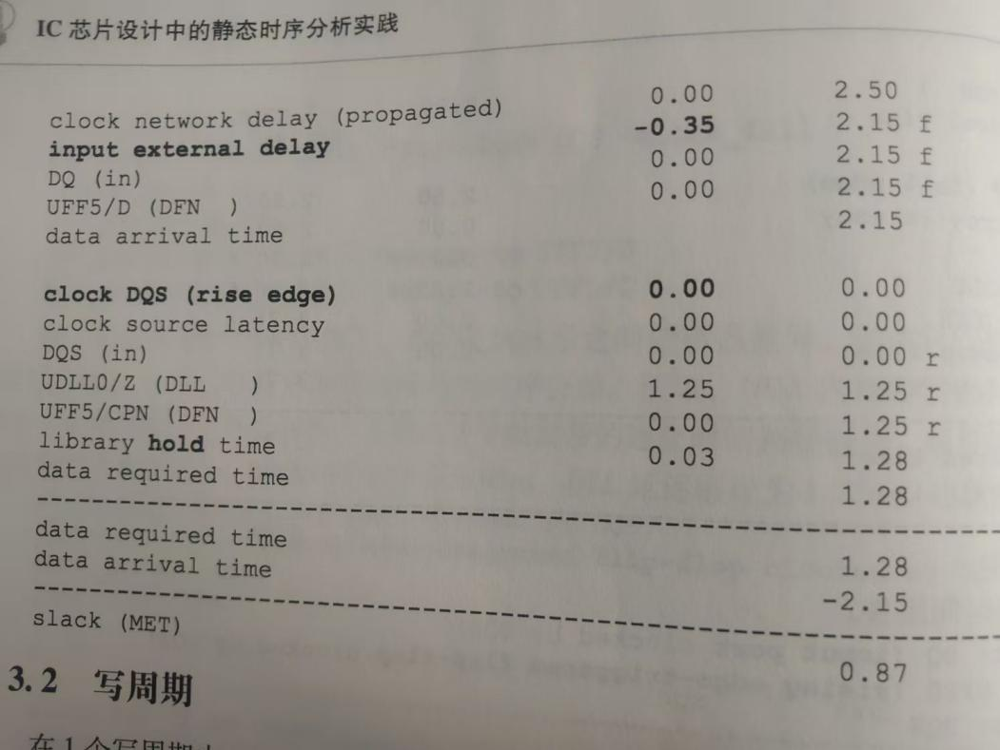 IC 芯片设计中的静态时序分析实践
clock network delay (propagated) 0.00 2.50
input external delay -0.35 2.15 f
DQ (in) 0.00 2.15 f
UFF5/D (DFN ) 0.00 2.15 f
data arrival time 2.15
clock DQS (rise edge) 0.00 0.00
clock source latency 0.00 0.00
DQS (in) 0.00 0.00 r
UDLL0/Z (DLL ) 1.25 1.25 r
UFF5/CPN (DFN ) 0.00 1.25 r
library hold time 0.03 1.28
data required time 1.28
data required time 1.28
data arrival time -2.15
slack (MET) 0.87
3.2 写周期
在 1 个写周期